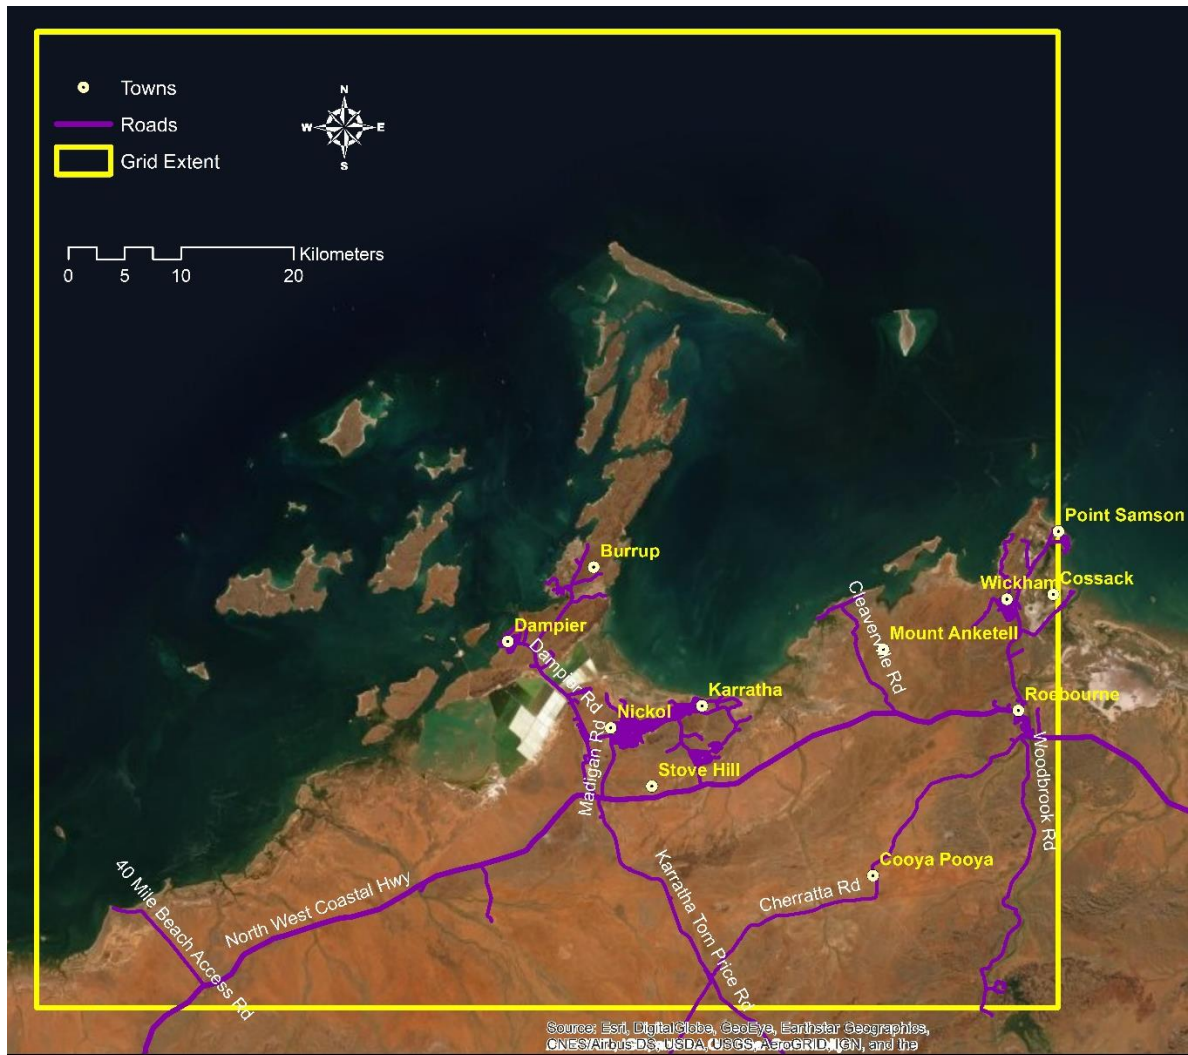 Towns
Roads
Grid Extent
N
W E
S
Kilometers
0 5 10 20
Point Samson
Burrup
Wickham
Cossack
Cleaverville Rd
Dampier
Mount Anketell
Dampier Rd
Karratha
Roebourne
Nickol
Madigan Rd
Stove Hill
Woodbrook Rd
Cooya Pooya
40 Mile Beach Access Rd
North West Coastal Hwy
Karratha Tom Price Rd
Cherratta Rd
Source: Esri, DigitalGlobe, GeoEye, Earthstar Geographics,
CNES/Airbus DS, USDA, USGS, AeroGRID, IGN, and the